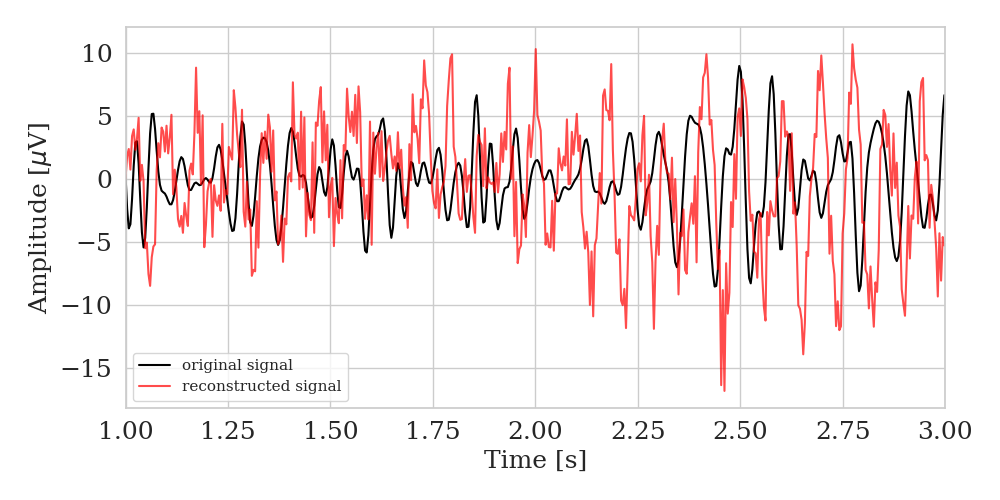 10
5
0
−5
−10
−15
Amplitude [μV]
original signal
reconstructed signal
1.00 1.25 1.50 1.75 2.00 2.25 2.50 2.75 3.00
Time [s]